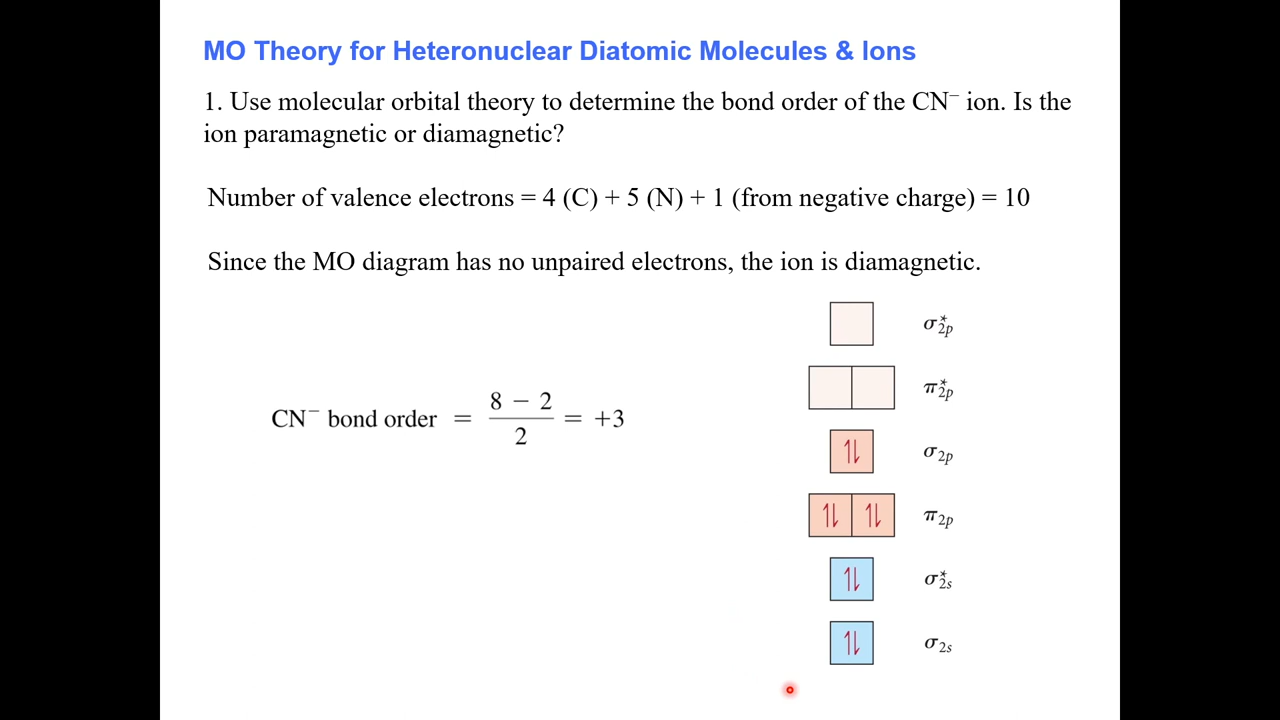 MO Theory for Heteronuclear Diatomic Molecules & Ions
1. Use molecular orbital theory to determine the bond order of the CN⁻ ion. Is the
ion paramagnetic or diamagnetic?
Number of valence electrons = 4 (C) + 5 (N) + 1 (from negative charge) = 10
Since the MO diagram has no unpaired electrons, the ion is diamagnetic.
CN⁻ bond order = (8 − 2)/2 = +3
σ*2p
π*2p
⥮ σ2p
⥮ ⥮ π2p
⥮ σ*2s
⥮ σ2s